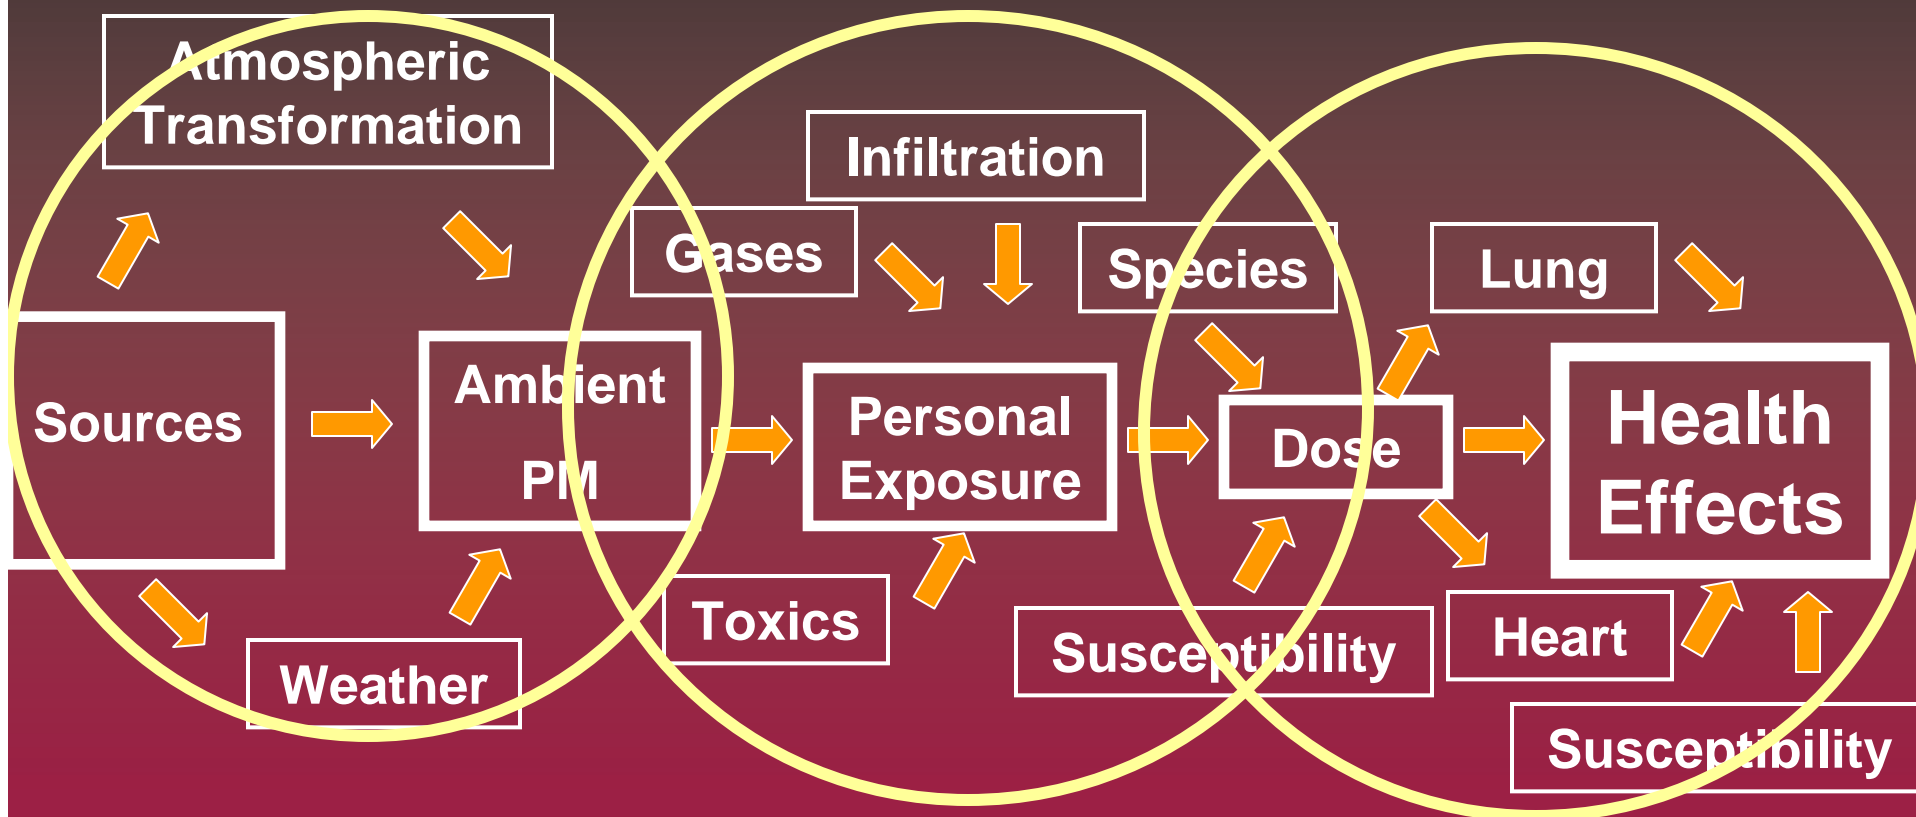 Atmospheric
Transformation
Infiltration
Gases
Species
Lung
Sources
Ambient
PM
Personal
Exposure
Dose
Health
Effects
Toxics
Susceptibility
Heart
Weather
Susceptibility